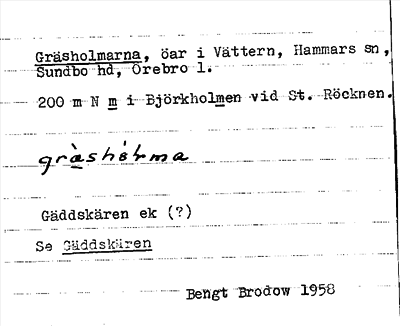 Gräsholmarna, öar i Vättern, Hammars sn,
Sundbo hd, Örebro l.
200 m N m i Björkholmen vid St. Röcknen.
Gäddskären ek (?)
Se Gäddskären
Bengt Brodow 1958